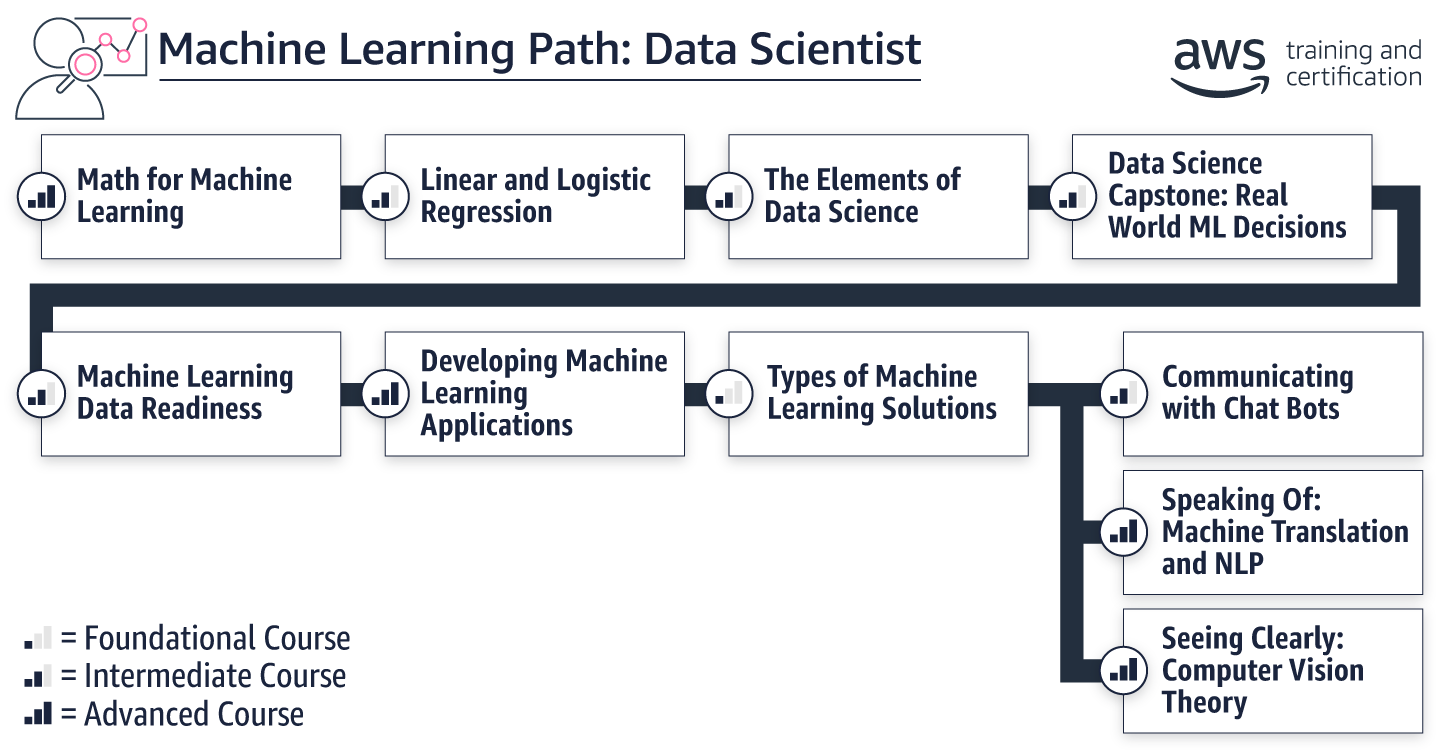 Machine Learning Path: Data Scientist
aws
training and
certification
Math for Machine
Learning
Linear and Logistic
Regression
The Elements of
Data Science
Data Science
Capstone: Real
World ML Decisions
Machine Learning
Data Readiness
Developing Machine
Learning
Applications
Types of Machine
Learning Solutions
Communicating
with Chat Bots
Speaking Of:
Machine Translation
and NLP
Seeing Clearly:
Computer Vision
Theory
= Foundational Course
= Intermediate Course
= Advanced Course